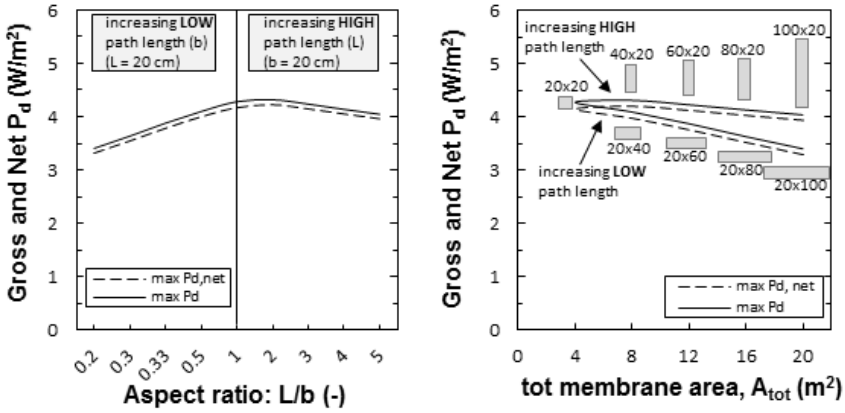 Gross and Net Pd (W/m²)
6
5
4
3
2
1
0
increasing LOW
path length (b)
(L = 20 cm)
increasing HIGH
path length (L)
(b = 20 cm)
max Pd,net
max Pd
0.2
0.3
0.33
0.5
1
2
3
4
5
Aspect ratio: L/b (-)
Gross and Net Pd (W/m²)
6
5
4
3
2
1
0
increasing HIGH
path length
20x20
40x20
60x20
80x20
100x20
increasing LOW
path length
20x40
20x60
20x80
20x100
max Pd, net
max Pd
0
4
8
12
16
20
tot membrane area, Atot (m²)